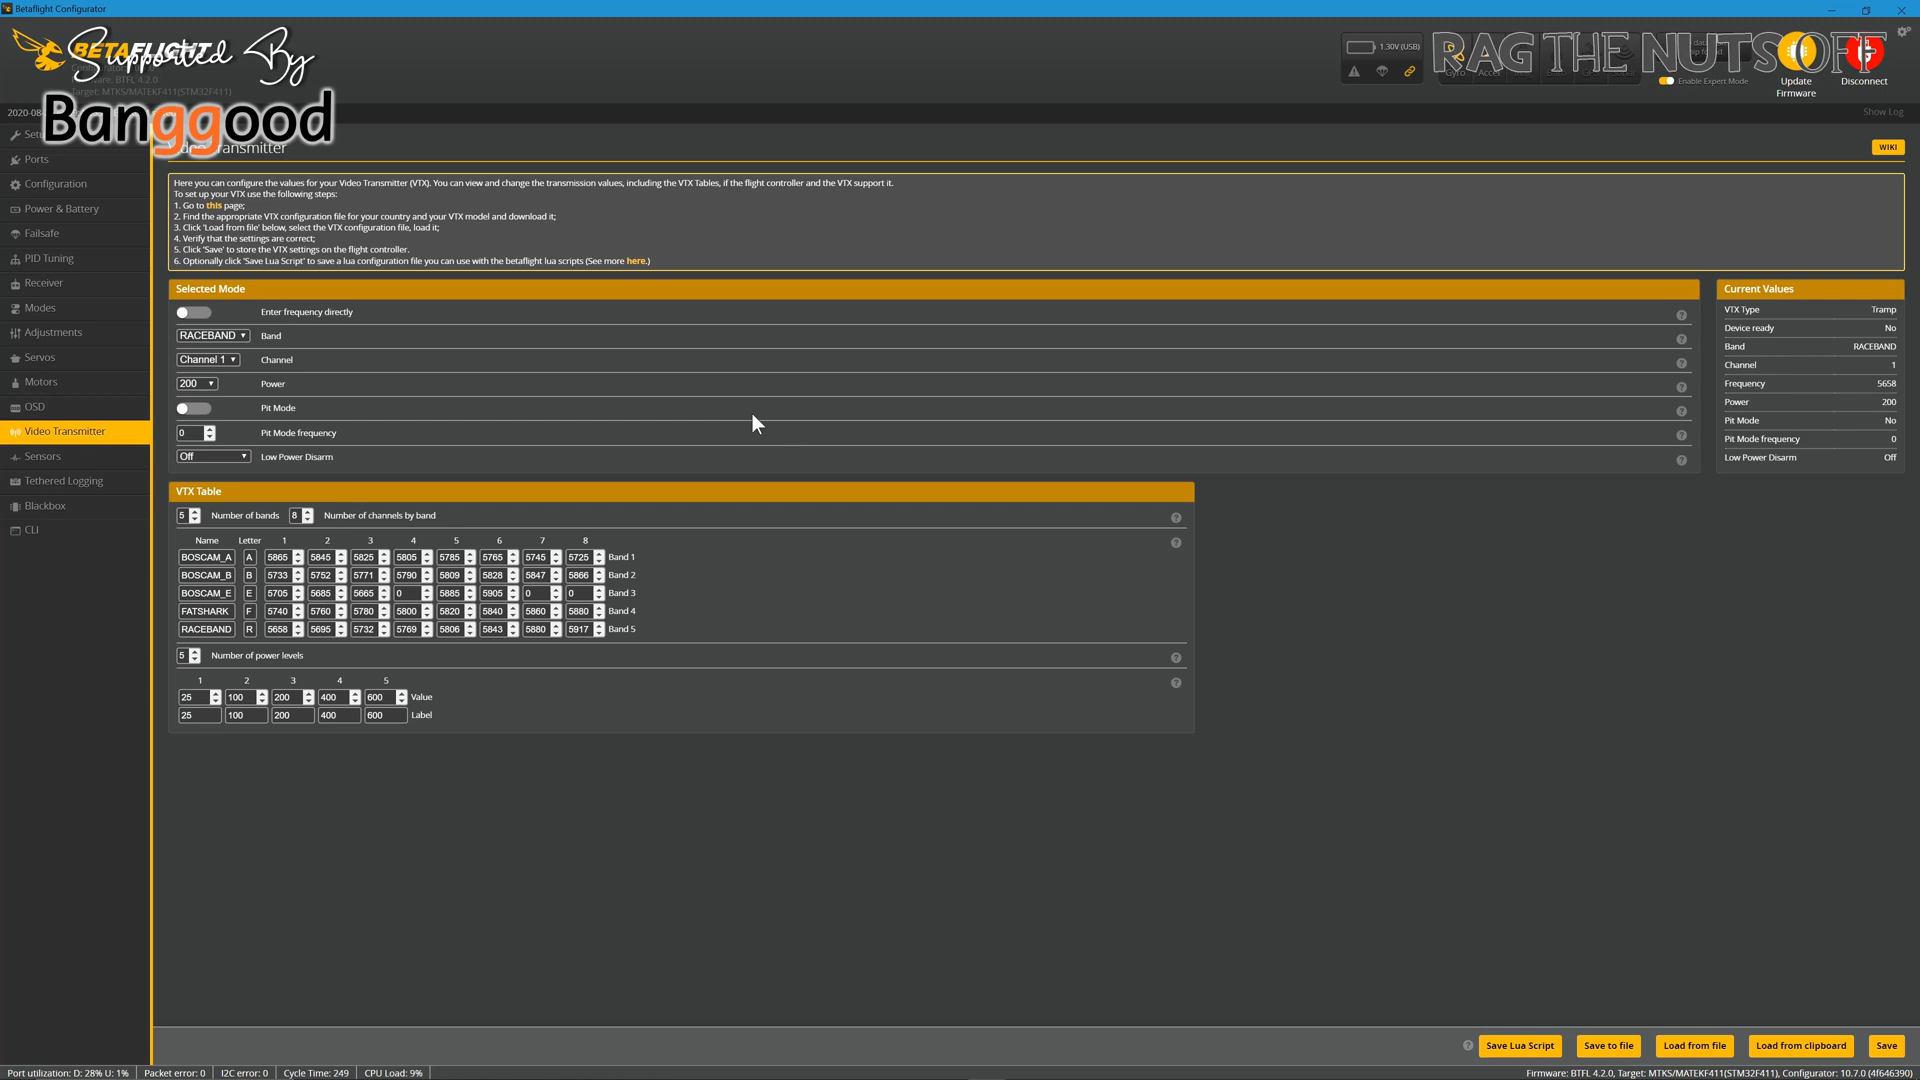 Betaflight Configurator
BETAFLIGHT
Supported By
Firmware: BTFL 4.2.0
Target: MTKS/MATEKF411(STM32F411)
Banggood
1.30V (USB)
RAG THE NUTS OFF
Enable Expert Mode
Update
Firmware
Disconnect
2020-08-
Show Log
Ports
Configuration
Power & Battery
Failsafe
PID Tuning
Receiver
Modes
Adjustments
Servos
Motors
OSD
Video Transmitter
Sensors
Tethered Logging
Blackbox
CLI
WIKI
Here you can configure the values for your Video Transmitter (VTX). You can view and change the transmission values, including the VTX Tables, if the flight controller and the VTX support it.
To set up your VTX use the following steps:
1. Go to this page;
2. Find the appropriate VTX configuration file for your country and your VTX model and download it;
3. Click 'Load from file' below, select the VTX configuration file, load it;
4. Verify that the settings are correct;
5. Click 'Save' to store the VTX settings on the flight controller.
6. Optionally click 'Save Lua Script' to save a lua configuration file you can use with the betaflight lua scripts (See more here.)
Selected Mode
Enter frequency directly
RACEBAND Band
Channel 1 Channel
200 Power
Pit Mode
0 Pit Mode frequency
Off Low Power Disarm
Current Values
VTX Type Tramp
Device ready No
Band RACEBAND
Channel 1
Frequency 5658
Power 200
Pit Mode No
Pit Mode frequency 0
Low Power Disarm Off
VTX Table
5 Number of bands 8 Number of channels by band
Name Letter 1 2 3 4 5 6 7 8
BOSCAM_A A 5865 5845 5825 5805 5785 5765 5745 5725 Band 1
BOSCAM_B B 5733 5752 5771 5790 5809 5828 5847 5866 Band 2
BOSCAM_E E 5705 5685 5665 0 5885 5905 0 0 Band 3
FATSHARK F 5740 5760 5780 5800 5820 5840 5860 5880 Band 4
RACEBAND R 5658 5695 5732 5769 5806 5843 5880 5917 Band 5
5 Number of power levels
1 2 3 4 5
25 100 200 400 600 Value
25 100 200 400 600 Label
Save Lua Script
Save to file
Load from file
Load from clipboard
Save
Port utilization: D: 28% U: 1% Packet error: 0 I2C error: 0 Cycle Time: 249 CPU Load: 9%
Firmware: BTFL 4.2.0, Target: MTKS/MATEKF411(STM32F411), Configurator: 10.7.0 (4f646390)